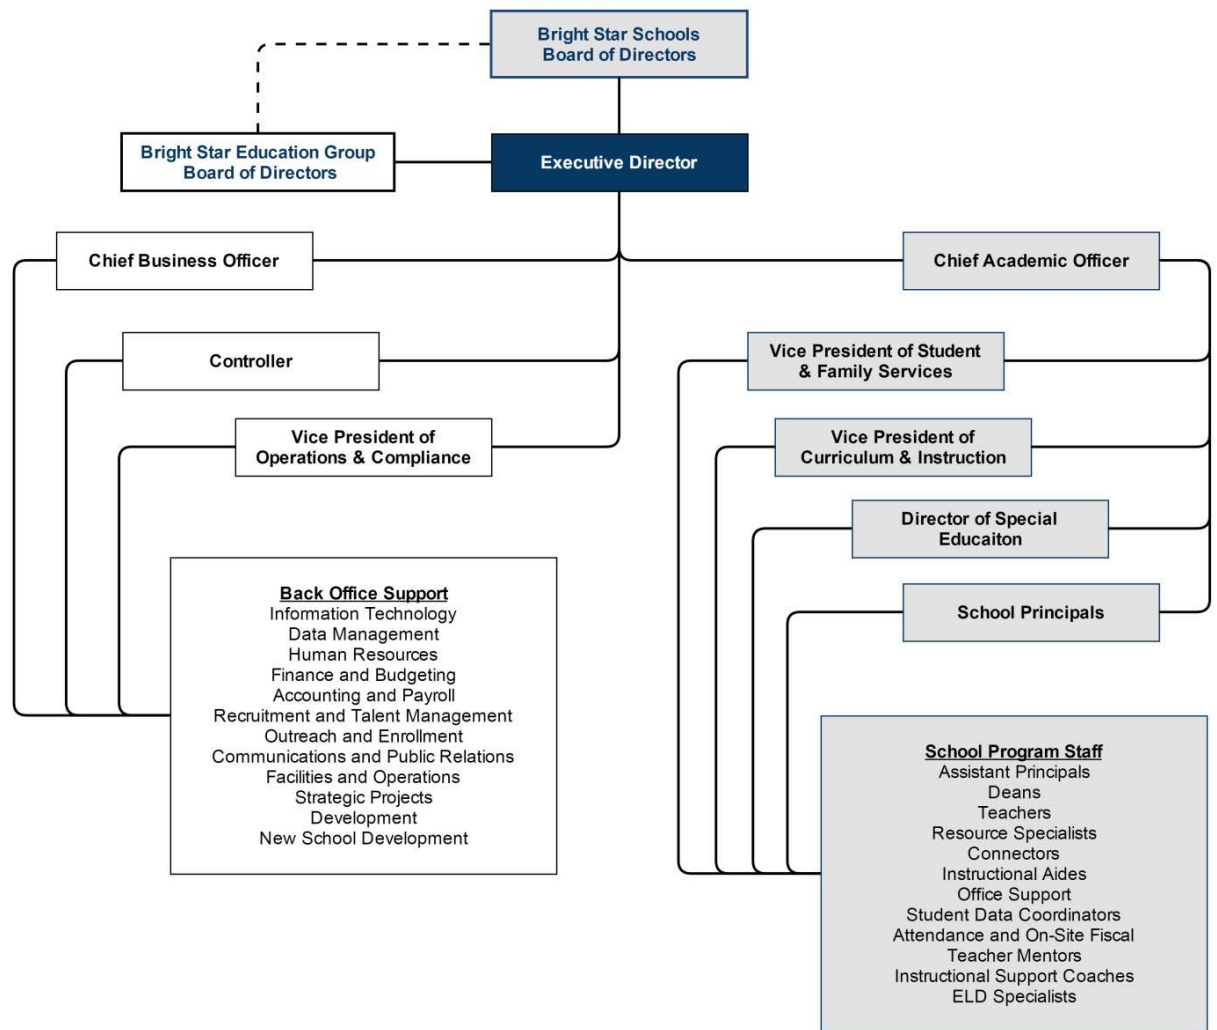 Bright Star Schools
Board of Directors
Bright Star Education Group
Board of Directors
Executive Director
Chief Business Officer
Chief Academic Officer
Controller
Vice President of Student
& Family Services
Vice President of
Operations & Compliance
Vice President of
Curriculum & Instruction
Director of Special
Educaiton
School Principals
Back Office Support
Information Technology
Data Management
Human Resources
Finance and Budgeting
Accounting and Payroll
Recruitment and Talent Management
Outreach and Enrollment
Communications and Public Relations
Facilities and Operations
Strategic Projects
Development
New School Development
School Program Staff
Assistant Principals
Deans
Teachers
Resource Specialists
Connectors
Instructional Aides
Office Support
Student Data Coordinators
Attendance and On-Site Fiscal
Teacher Mentors
Instructional Support Coaches
ELD Specialists